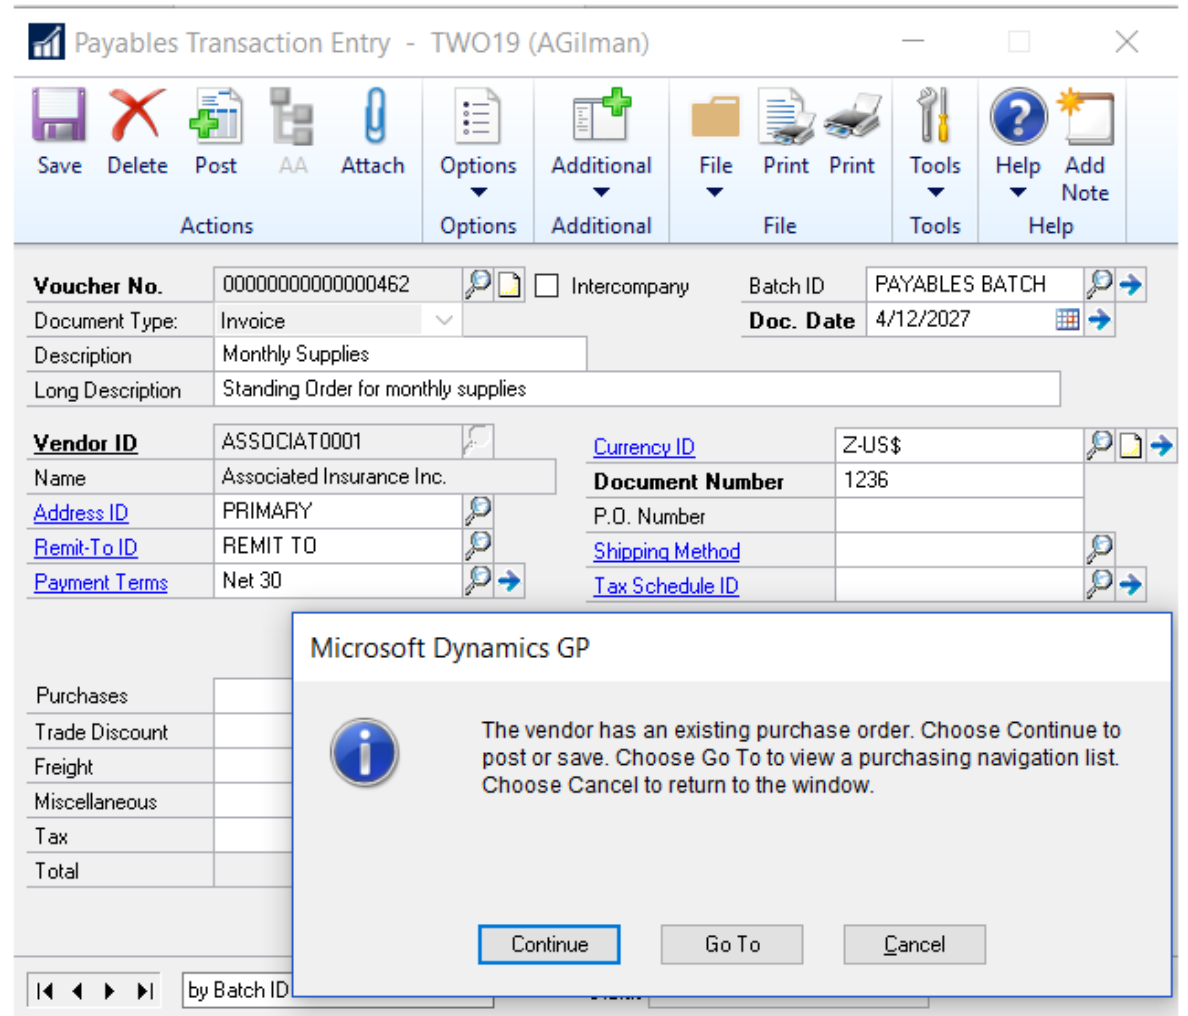 Payables Transaction Entry - TWO19 (AGilman)
Save Delete Post AA Attach Options Additional File Print Print Tools Help Add Note
Actions Options Additional File Tools Help
Voucher No. 00000000000000462 Intercompany Batch ID PAYABLES BATCH
Document Type: Invoice Doc. Date 4/12/2027
Description Monthly Supplies
Long Description Standing Order for monthly supplies
Vendor ID ASSOCIAT0001 Currency ID Z-US$
Name Associated Insurance Inc. Document Number 1236
Address ID PRIMARY P.O. Number
Remit-To ID REMIT TO Shipping Method
Payment Terms Net 30 Tax Schedule ID
Microsoft Dynamics GP
Purchases
Trade Discount
Freight
Miscellaneous
Tax
Total
The vendor has an existing purchase order. Choose Continue to
post or save. Choose Go To to view a purchasing navigation list.
Choose Cancel to return to the window.
Continue Go To Cancel
by Batch ID